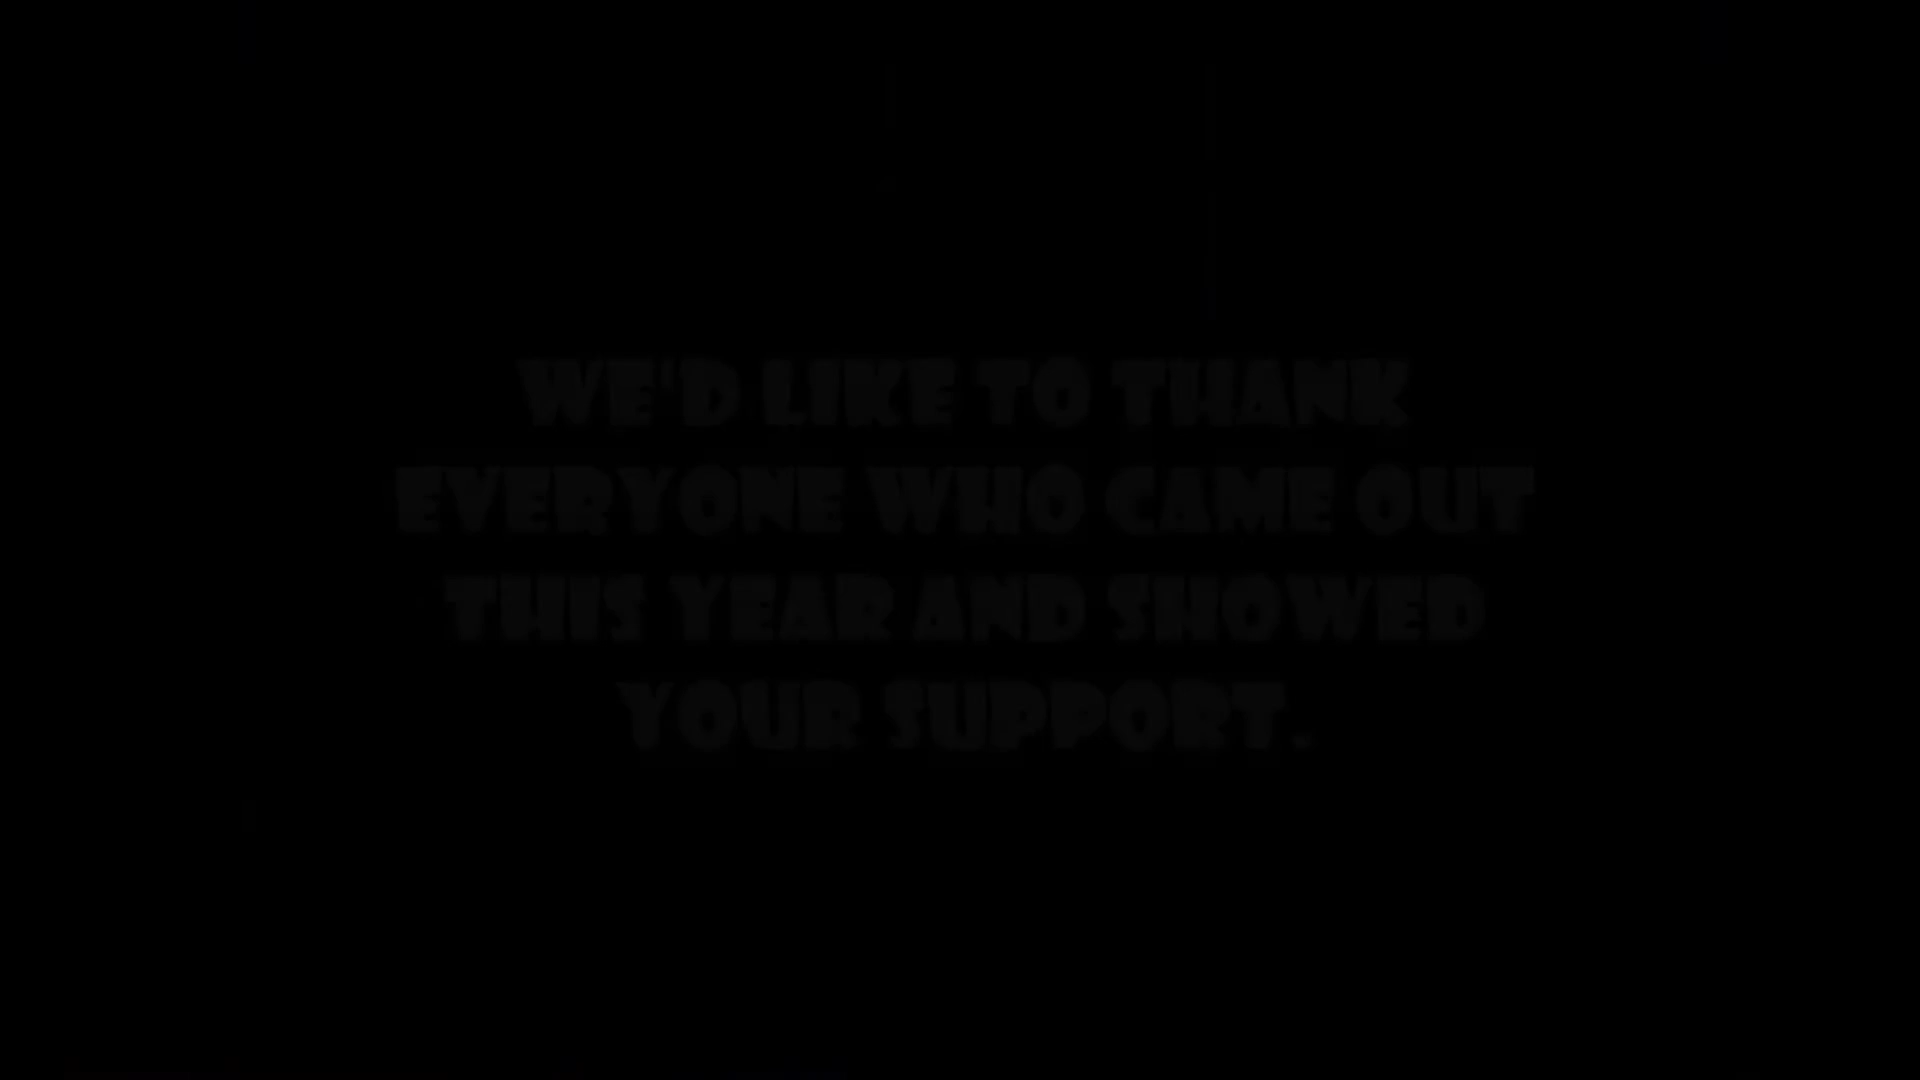 WE'D LIKE TO THANK
EVERYONE WHO CAME OUT
THIS YEAR AND SHOWED
YOUR SUPPORT.